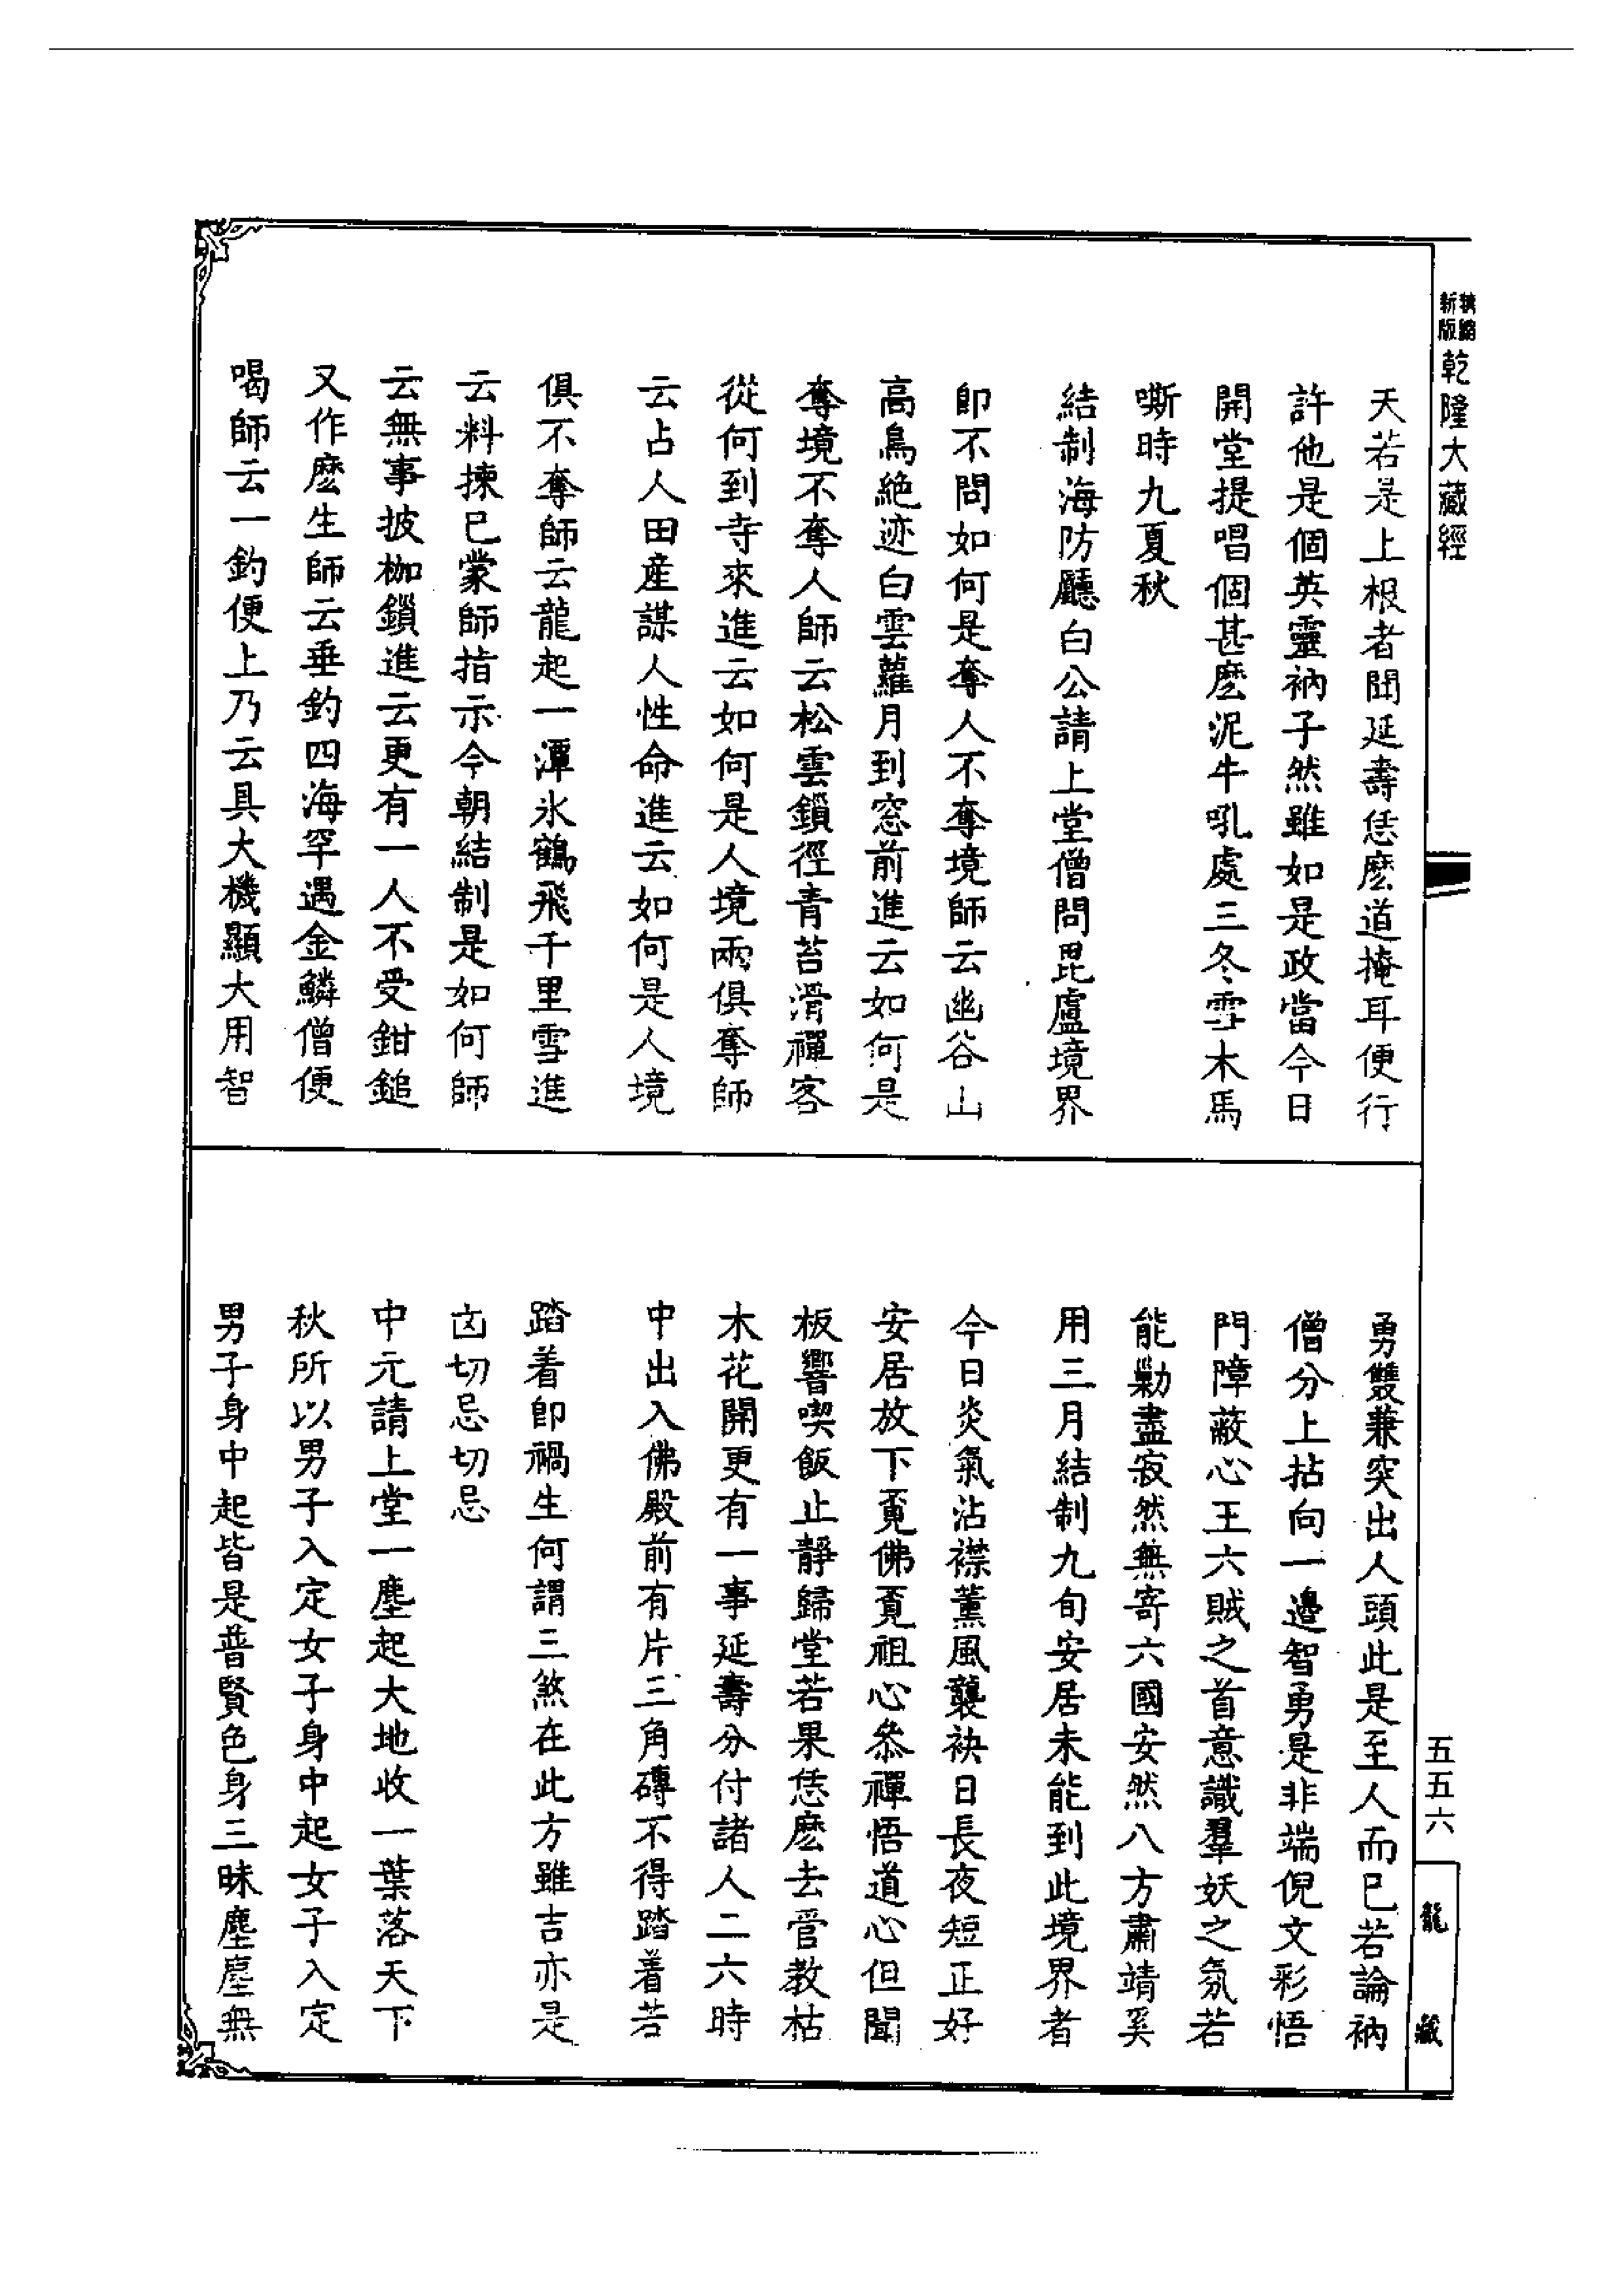 精縮
新版
乾隆大藏經
天若是上根者聞延壽恁麽道掩耳便行
許他是個英靈衲子然雖如是政當今日
開堂提唱個甚麽泥牛吼處三冬雪木馬
嘶時九夏秋
結制海防廳白公請上堂僧問毘盧境界
即不問如何是奪人不奪境師云幽谷山
高鳥絶迹白雲蘿月到窓前進云如何是
奪境不奪人師云松雲鎖徑青苔滑禪客
從何到寺來進云如何是人境兩俱奪師
云占人田産謀人性命進云如何是人境
俱不奪師云龍起一潭氷鶴飛千里雪進
云料揀已蒙師指示今朝結制是如何師
云無事披枷鎖進云更有一人不受鉗鎚
又作麽生師云垂釣四海罕遇金鱗僧便
喝師云一釣便上乃云具大機顯大用智
勇雙兼突出人頭此是至人而已若論衲
僧分上拈向一邊智勇是非端倪文彩悟
門障蔽心王六賊之首意識羣妖之氛若
能勦盡寂然無寄六國安然八方肅靖奚
用三月結制九旬安居未能到此境界者
今日炎氣沾襟薰風襲袂日長夜短正好
安居放下覔佛覔祖心叅禪悟道心但聞
板響喫飯止靜歸堂若果恁麽去管教枯
木花開更有一事延壽分付諸人二六時
中出入佛殿前有片三角磚不得踏着若
踏着即禍生何謂三煞在此方雖吉亦是
凶切忌切忌
中元請上堂一塵起大地收一葉落天下
秋所以男子入定女子身中起女子入定
男子身中起皆是普賢色身三昧塵塵無
五五六
龍藏